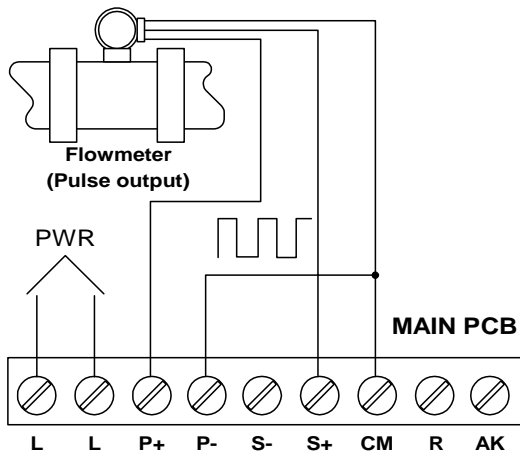 Flowmeter
(Pulse output)
PWR
MAIN PCB
L L P+ P- S- S+ CM R AK